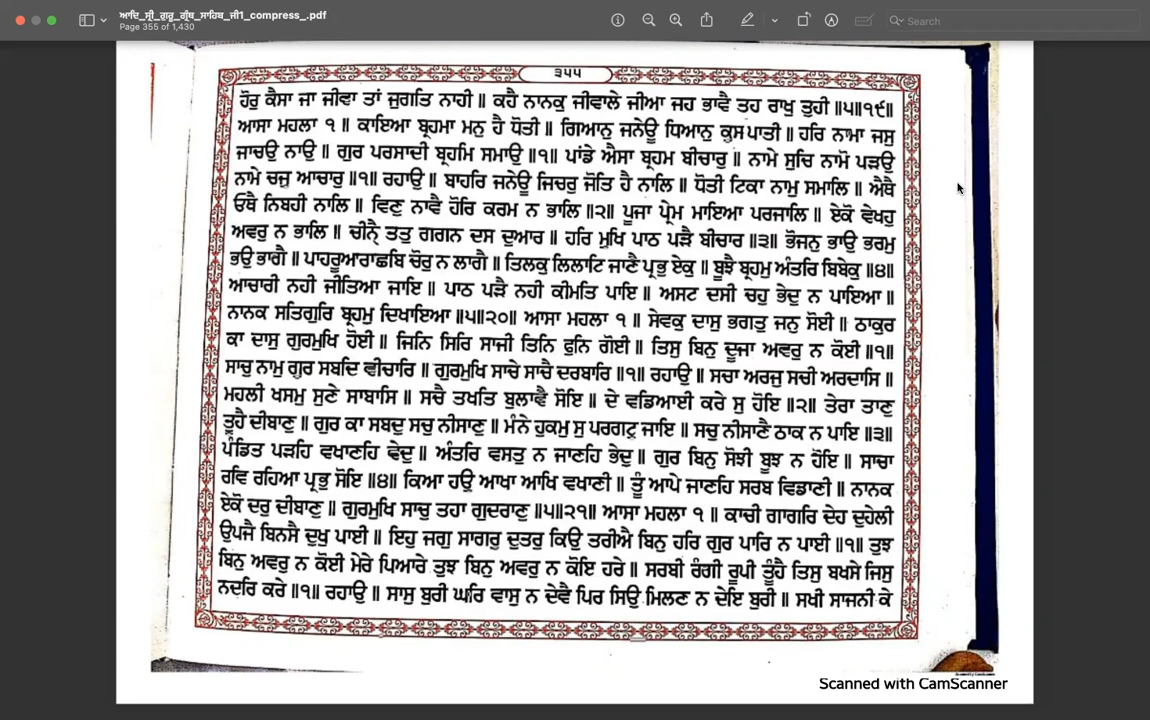 ਆਦਿ_ਸ੍ਰੀ_ਗੁਰੂ_ਗ੍ਰੰਥ_ਸਾਹਿਬ_ਜੀ1_compress_.pdf
Page 355 of 1,430
Search
੩੫੫
ਹੋਰੁ ਕੈਸਾ ਜਾ ਜੀਵਾ ਤਾਂ ਜੁਗਤਿ ਨਾਹੀ ॥ ਕਹੈ ਨਾਨਕੁ ਜੀਵਾਲੇ ਜੀਆ ਜਹ ਭਾਵੈ ਤਹ ਰਾਖੁ ਤੁਹੀ ॥੫॥੧੯॥
ਆਸਾ ਮਹਲਾ ੧ ॥ ਕਾਇਆ ਬ੍ਰਹਮਾ ਮਨੁ ਹੈ ਧੋਤੀ ॥ ਗਿਆਨੁ ਜਨੇਊ ਧਿਆਨੁ ਕੁਸਪਾਤੀ ॥ ਹਰਿ ਨਾਮਾ ਜਸੁ
ਜਾਚਉ ਨਾਉ ॥ ਗੁਰ ਪਰਸਾਦੀ ਬ੍ਰਹਮਿ ਸਮਾਉ ॥੧॥ ਪਾਂਡੇ ਐਸਾ ਬ੍ਰਹਮ ਬੀਚਾਰੁ ॥ ਨਾਮੇ ਸੁਚਿ ਨਾਮੋ ਪੜਉ
ਨਾਮੇ ਚਜੁ ਆਚਾਰੁ ॥੧॥ ਰਹਾਉ ॥ ਬਾਹਰਿ ਜਨੇਊ ਜਿਚਰੁ ਜੋਤਿ ਹੈ ਨਾਲਿ ॥ ਧੋਤੀ ਟਿਕਾ ਨਾਮੁ ਸਮਾਲਿ ॥ ਐਥੈ
ਓਥੈ ਨਿਬਹੀ ਨਾਲਿ ॥ ਵਿਣੁ ਨਾਵੈ ਹੋਰਿ ਕਰਮ ਨ ਭਾਲਿ ॥੨॥ ਪੂਜਾ ਪ੍ਰੇਮ ਮਾਇਆ ਪਰਜਾਲਿ ॥ ਏਕੋ ਵੇਖਹੁ
ਅਵਰੁ ਨ ਭਾਲਿ ॥ ਚੀਨੈ੍ ਤਤੁ ਗਗਨ ਦਸ ਦੁਆਰ ॥ ਹਰਿ ਮੁਖਿ ਪਾਠ ਪੜੈ ਬੀਚਾਰ ॥੩॥ ਭੋਜਨੁ ਭਾਉ ਭਰਮੁ
ਭਉ ਭਾਗੈ ॥ ਪਾਹਰੂਆਰਾਛਬਿ ਚੋਰੁ ਨ ਲਾਗੈ ॥ ਤਿਲਕੁ ਲਿਲਾਟਿ ਜਾਣੈ ਪ੍ਰਭੁ ਏਕੁ ॥ ਬੂਝੈ ਬ੍ਰਹਮੁ ਅੰਤਰਿ ਬਿਬੇਕੁ ॥੪॥
ਆਚਾਰੀ ਨਹੀ ਜੀਤਿਆ ਜਾਇ ॥ ਪਾਠ ਪੜੈ ਨਹੀ ਕੀਮਤਿ ਪਾਇ ॥ ਅਸਟ ਦਸੀ ਚਹੁ ਭੇਦੁ ਨ ਪਾਇਆ ॥
ਨਾਨਕ ਸਤਿਗੁਰਿ ਬ੍ਰਹਮੁ ਦਿਖਾਇਆ ॥੫॥੨੦॥ ਆਸਾ ਮਹਲਾ ੧ ॥ ਸੇਵਕੁ ਦਾਸੁ ਭਗਤੁ ਜਨੁ ਸੋਈ ॥ ਠਾਕੁਰ
ਕਾ ਦਾਸੁ ਗੁਰਮੁਖਿ ਹੋਈ ॥ ਜਿਨਿ ਸਿਰਿ ਸਾਜੀ ਤਿਨਿ ਫੁਨਿ ਗੋਈ ॥ ਤਿਸੁ ਬਿਨੁ ਦੂਜਾ ਅਵਰੁ ਨ ਕੋਈ ॥੧॥
ਸਾਚੁ ਨਾਮੁ ਗੁਰ ਸਬਦਿ ਵੀਚਾਰਿ ॥ ਗੁਰਮੁਖਿ ਸਾਚੇ ਸਾਚੈ ਦਰਬਾਰਿ ॥੧॥ ਰਹਾਉ ॥ ਸਚਾ ਅਰਜੁ ਸਚੀ ਅਰਦਾਸਿ ॥
ਮਹਲੀ ਖਸਮੁ ਸੁਣੇ ਸਾਬਾਸਿ ॥ ਸਚੈ ਤਖਤਿ ਬੁਲਾਵੈ ਸੋਇ ॥ ਦੇ ਵਡਿਆਈ ਕਰੇ ਸੁ ਹੋਇ ॥੨॥ ਤੇਰਾ ਤਾਣੁ
ਤੂਹੈ ਦੀਬਾਣੁ ॥ ਗੁਰ ਕਾ ਸਬਦੁ ਸਚੁ ਨੀਸਾਣੁ ॥ ਮੰਨੇ ਹੁਕਮੁ ਸੁ ਪਰਗਟੁ ਜਾਇ ॥ ਸਚੁ ਨੀਸਾਣੈ ਠਾਕ ਨ ਪਾਇ ॥੩॥
ਪੰਡਿਤ ਪੜਹਿ ਵਖਾਣਹਿ ਵੇਦੁ ॥ ਅੰਤਰਿ ਵਸਤੁ ਨ ਜਾਣਹਿ ਭੇਦੁ ॥ ਗੁਰ ਬਿਨੁ ਸੋਝੀ ਬੂਝ ਨ ਹੋਇ ॥ ਸਾਚਾ
ਰਵਿ ਰਹਿਆ ਪ੍ਰਭੁ ਸੋਇ ॥੪॥ ਕਿਆ ਹਉ ਆਖਾ ਆਖਿ ਵਖਾਣੀ ॥ ਤੂੰ ਆਪੇ ਜਾਣਹਿ ਸਰਬ ਵਿਡਾਣੀ ॥ ਨਾਨਕ
ਏਕੋ ਦਰੁ ਦੀਬਾਣੁ ॥ ਗੁਰਮੁਖਿ ਸਾਚੁ ਤਹਾ ਗੁਦਰਾਣੁ ॥੫॥੨੧॥ ਆਸਾ ਮਹਲਾ ੧ ॥ ਕਾਚੀ ਗਾਗਰਿ ਦੇਹ ਦੁਹੇਲੀ
ਉਪਜੈ ਬਿਨਸੈ ਦੁਖੁ ਪਾਈ ॥ ਇਹੁ ਜਗੁ ਸਾਗਰੁ ਦੁਤਰੁ ਕਿਉ ਤਰੀਐ ਬਿਨੁ ਹਰਿ ਗੁਰ ਪਾਰਿ ਨ ਪਾਈ ॥੧॥ ਤੁਝ
ਬਿਨੁ ਅਵਰੁ ਨ ਕੋਈ ਮੇਰੇ ਪਿਆਰੇ ਤੁਝ ਬਿਨੁ ਅਵਰੁ ਨ ਕੋਇ ਹਰੇ ॥ ਸਰਬੀ ਰੰਗੀ ਰੂਪੀ ਤੂੰਹੈ ਤਿਸੁ ਬਖਸੇ ਜਿਸੁ
ਨਦਰਿ ਕਰੇ ॥੧॥ ਰਹਾਉ ॥ ਸਾਸੁ ਬੁਰੀ ਘਰਿ ਵਾਸੁ ਨ ਦੇਵੈ ਪਿਰ ਸਿਉ ਮਿਲਣ ਨ ਦੇਇ ਬੁਰੀ ॥ ਸਖੀ ਸਾਜਨੀ ਕੇ
Scanned with CamScanner